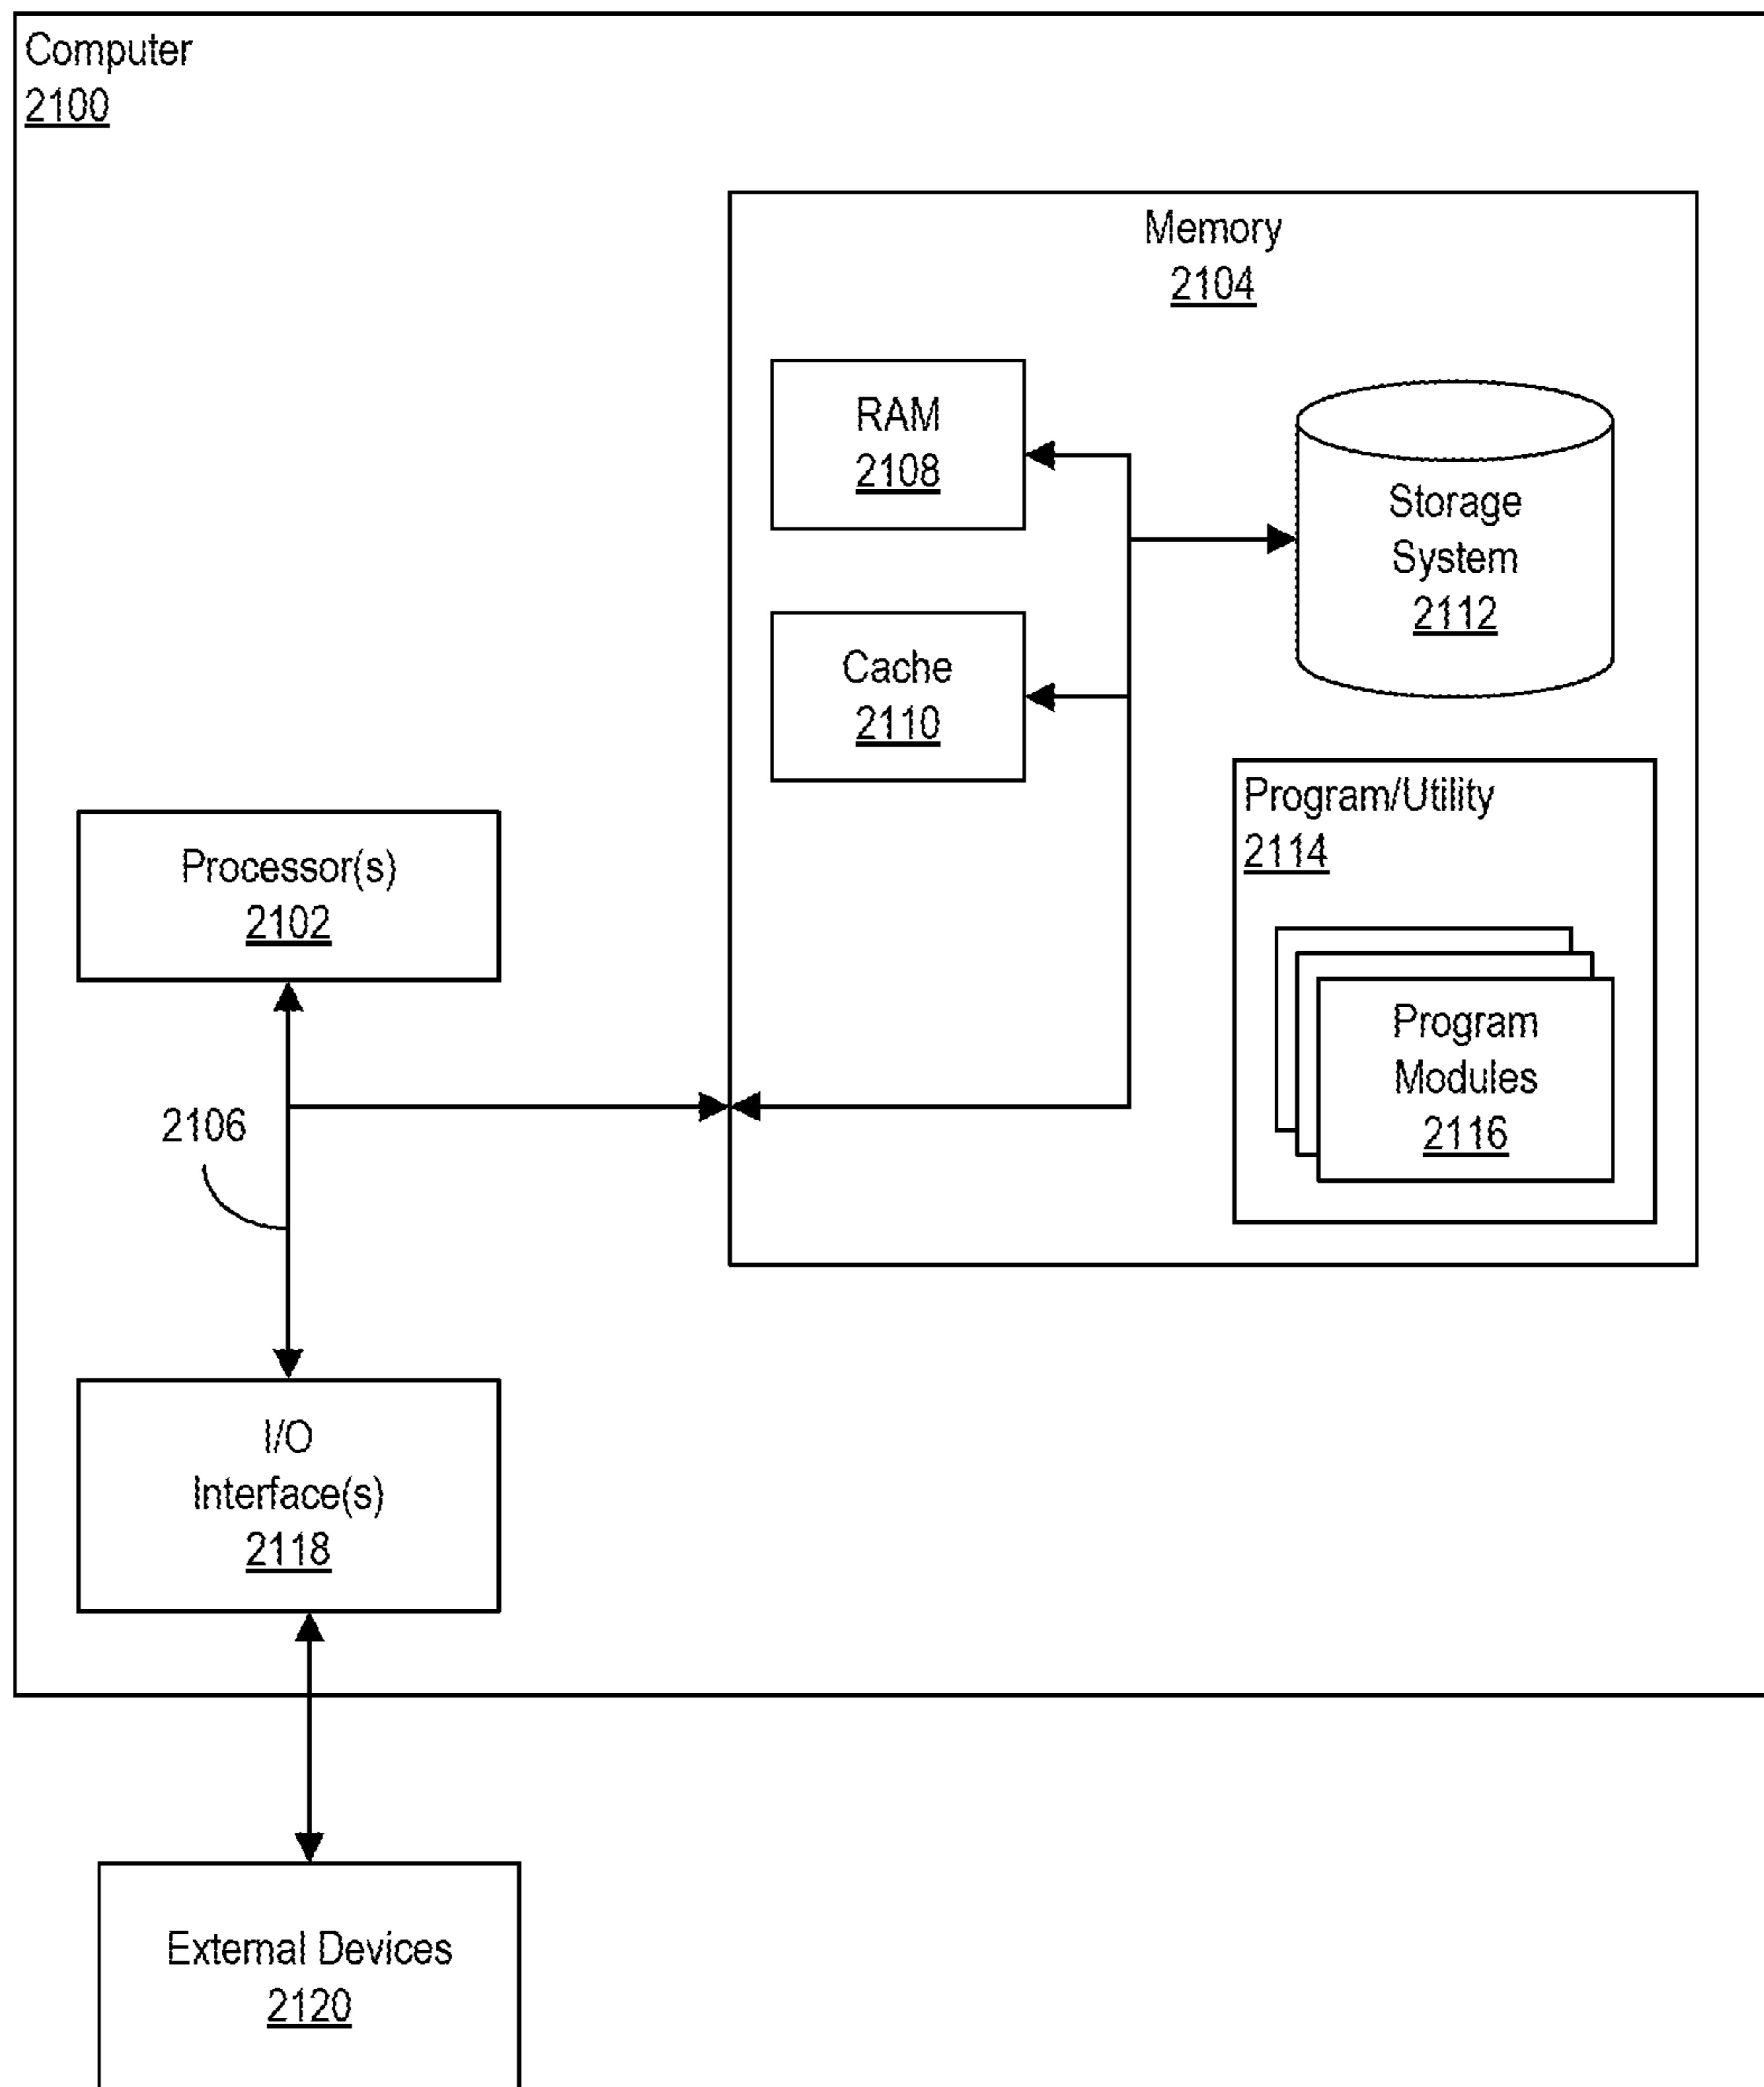 Computer
2100
Memory
2104
RAM
2108
Storage
System
2112
Cache
2110
Program/Utility
2114
Processor(s)
2102
Program
Modules
2116
2106
I/O
Interface(s)
2118
External Devices
2120